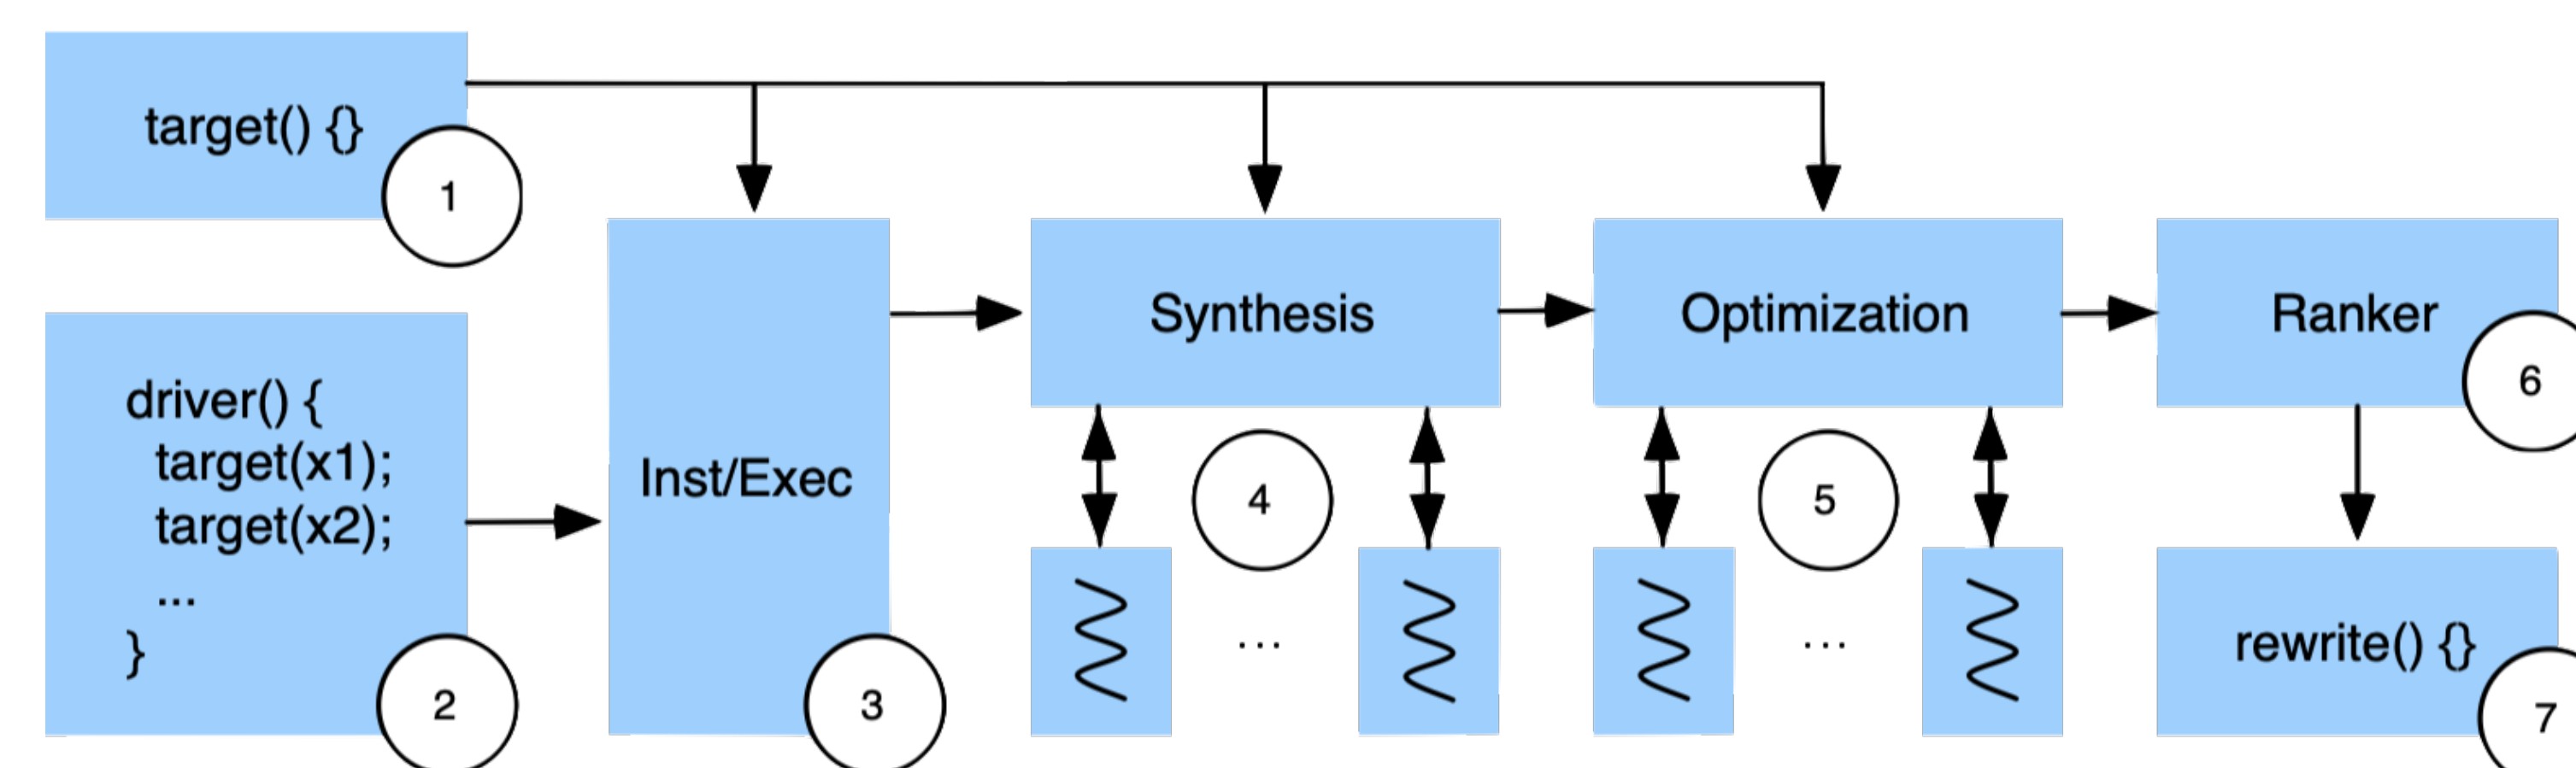 target() {}
1
driver() {
target(x1);
target(x2);
...
}
2
Inst/Exec
3
Synthesis
4
...
Optimization
5
...
Ranker
6
rewrite() {}
7